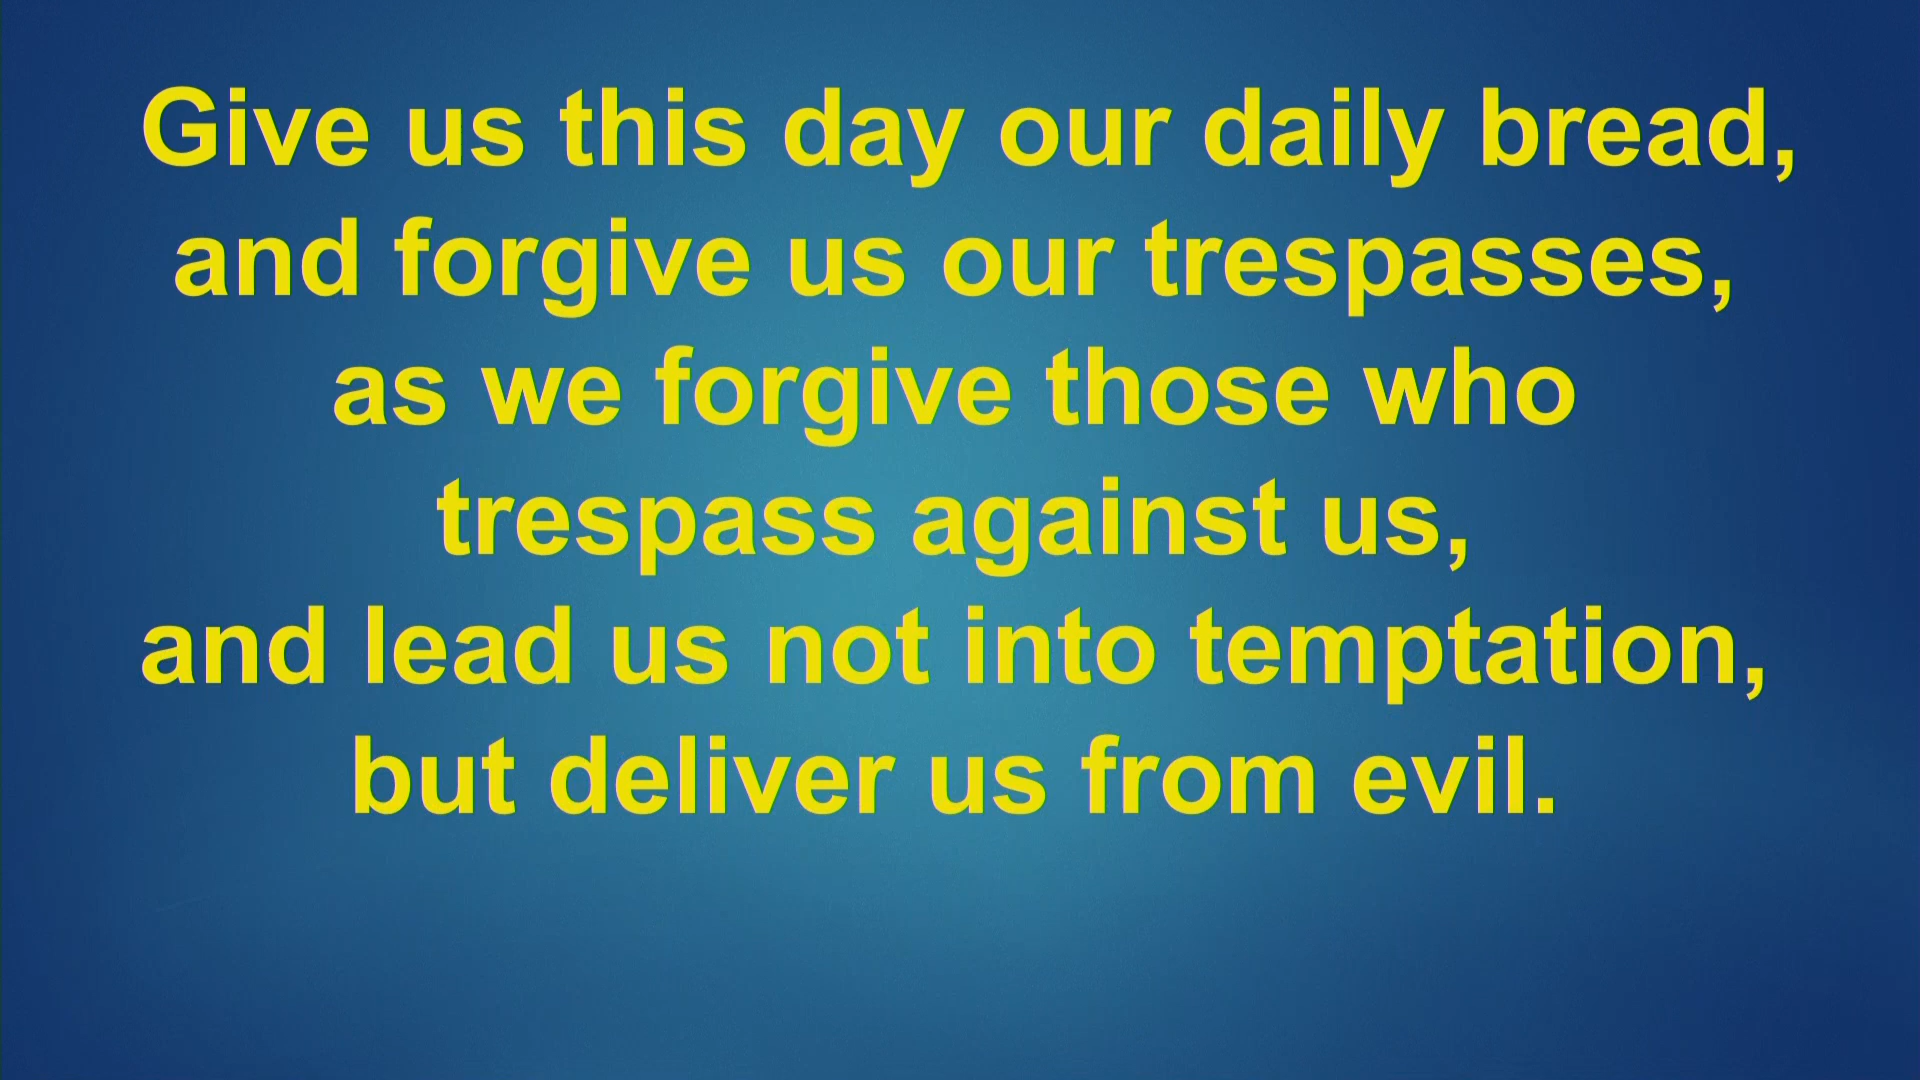 Give us this day our daily bread,
and forgive us our trespasses,
as we forgive those who
trespass against us,
and lead us not into temptation,
but deliver us from evil.